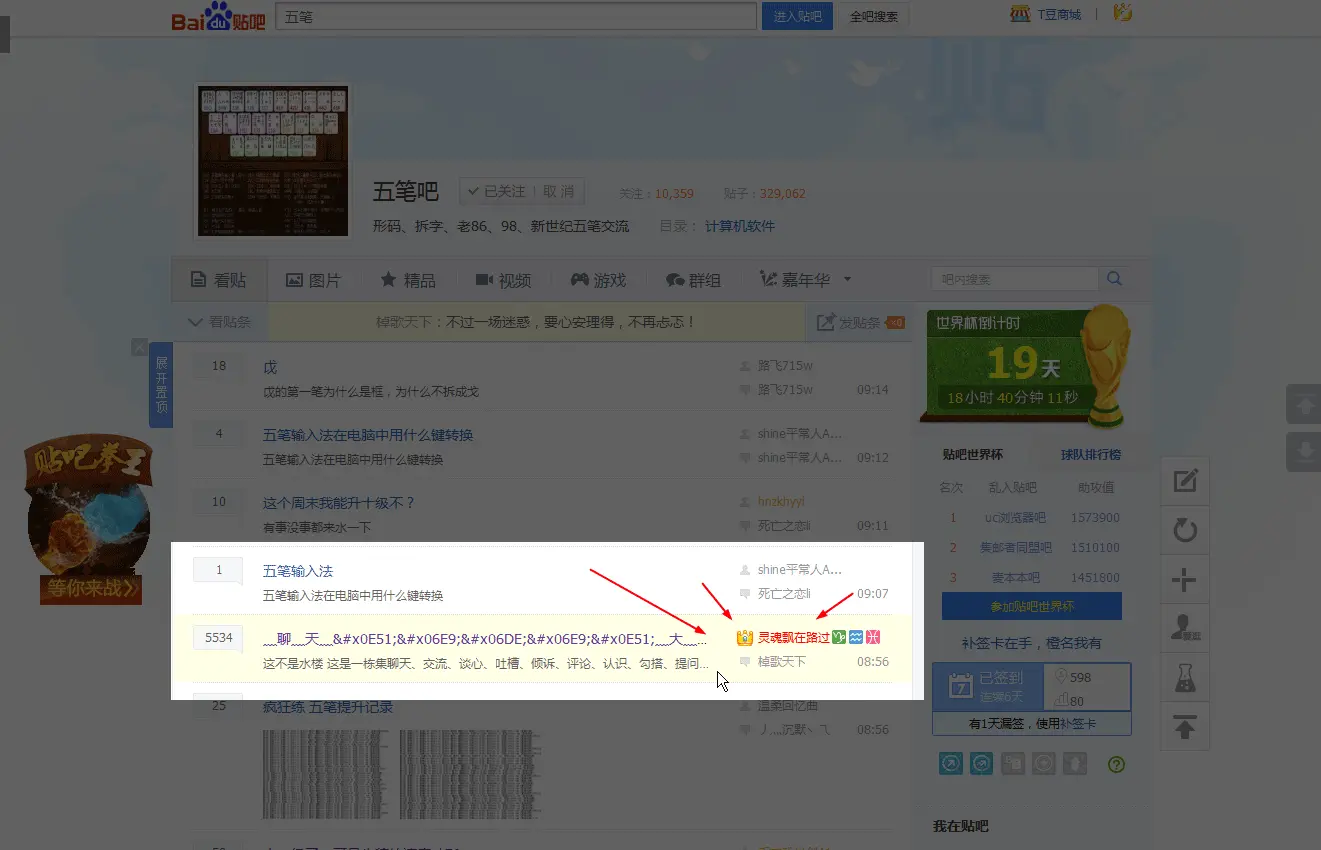 Bai du 贴吧 五笔 进入贴吧 全吧搜索 T豆商城
五笔吧 已关注 取 消 关注：10,359 贴子：329,062
形码、拆字、老86、98、新世纪五笔交流 目录： 计算机软件
看贴 图片 精品 视频 游戏 群组 嘉年华 吧内搜索
看贴条 棹歌天下：不过一场迷惑，要心安理得，不再忐忑！ 发贴条
展开置顶
18 戊 路飞715w
戊的第一笔为什么是框，为什么不拆成戈 路飞715w 09:14
4 五笔输入法在电脑中用什么键转换 shine平常人A...
五笔输入法在电脑中用什么键转换 shine平常人A... 09:12
10 这个周末我能升十级不？ hnzkhyyl
有事没事都来水一下 死亡之恋li 09:11
1 五笔输入法 shine平常人A...
五笔输入法在电脑中用什么键转换 死亡之恋li 09:07
5534 ﹏聊﹏天﹏&#x0E51;&#x06E9;&#x06DE;&#x06E9;&#x0E51;﹏大﹏... 灵魂飘在路过♑♒♓
这不是水楼 这是一栋集聊天、交流、谈心、吐槽、倾诉、评论、认识、勾搭、提问... 棹歌天下 08:56
25 疯狂练 五笔提升记录 温柔回忆曲
08:56
贴吧拳王
等你来战
世界杯倒计时
19天
18小时40分钟11秒
贴吧世界杯 球队排行榜
名次 乱入贴吧 助攻值
1 uc浏览器吧 1573900
2 集邮者同盟吧 1510100
3 麦本本吧 1451800
参加贴吧世界杯
补签卡在手，橙名我有
7 已签到 598
连续6天 80
有1天漏签，使用补签卡
我在贴吧